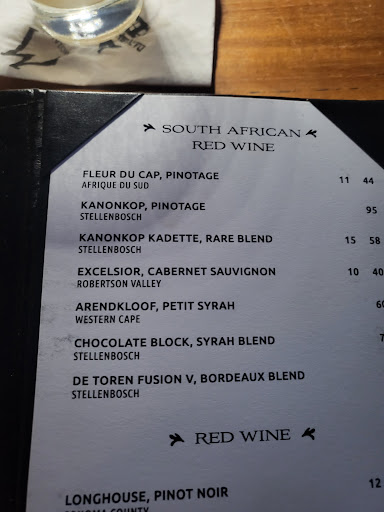 SOUTH AFRICAN
RED WINE
FLEUR DU CAP, PINOTAGE 11 44
AFRIQUE DU SUD
KANONKOP, PINOTAGE 95
STELLENBOSCH
KANONKOP KADETTE, RARE BLEND 15 58
STELLENBOSCH
EXCELSIOR, CABERNET SAUVIGNON 10 40
ROBERTSON VALLEY
ARENDKLOOF, PETIT SYRAH
WESTERN CAPE
CHOCOLATE BLOCK, SYRAH BLEND
STELLENBOSCH
DE TOREN FUSION V, BORDEAUX BLEND
STELLENBOSCH
RED WINE
LONGHOUSE, PINOT NOIR 12
SONOMA COUNTY